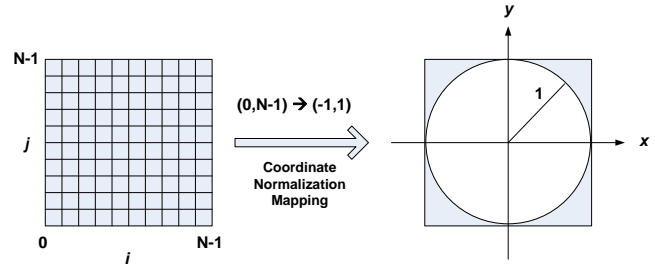 y
N-1
(0,N-1) → (-1,1)
1
j
x
Coordinate
Normalization
Mapping
0
N-1
i